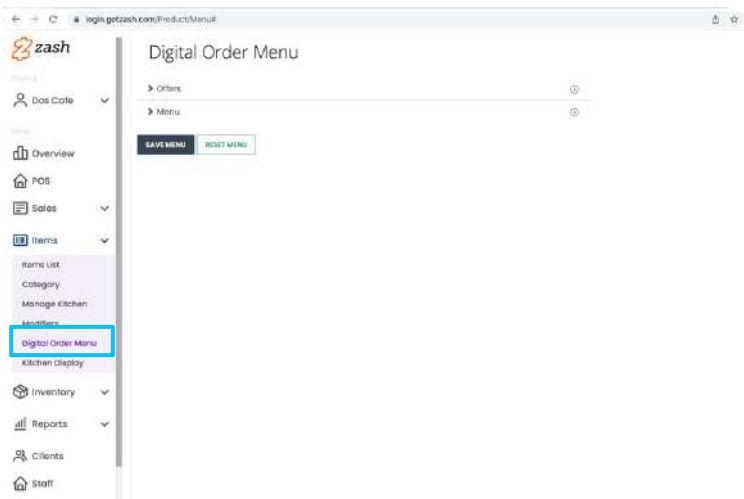 login.getzash.com/Product/Menu#
zash
Digital Order Menu
Offers
Dos Cafe
Menu
SAVE MENU
RESET MENU
Overview
POS
Sales
Items
Items List
Category
Manage Kitchen
Modifiers
Digital Order Menu
Kitchen Display
Inventory
Reports
Clients
Staff